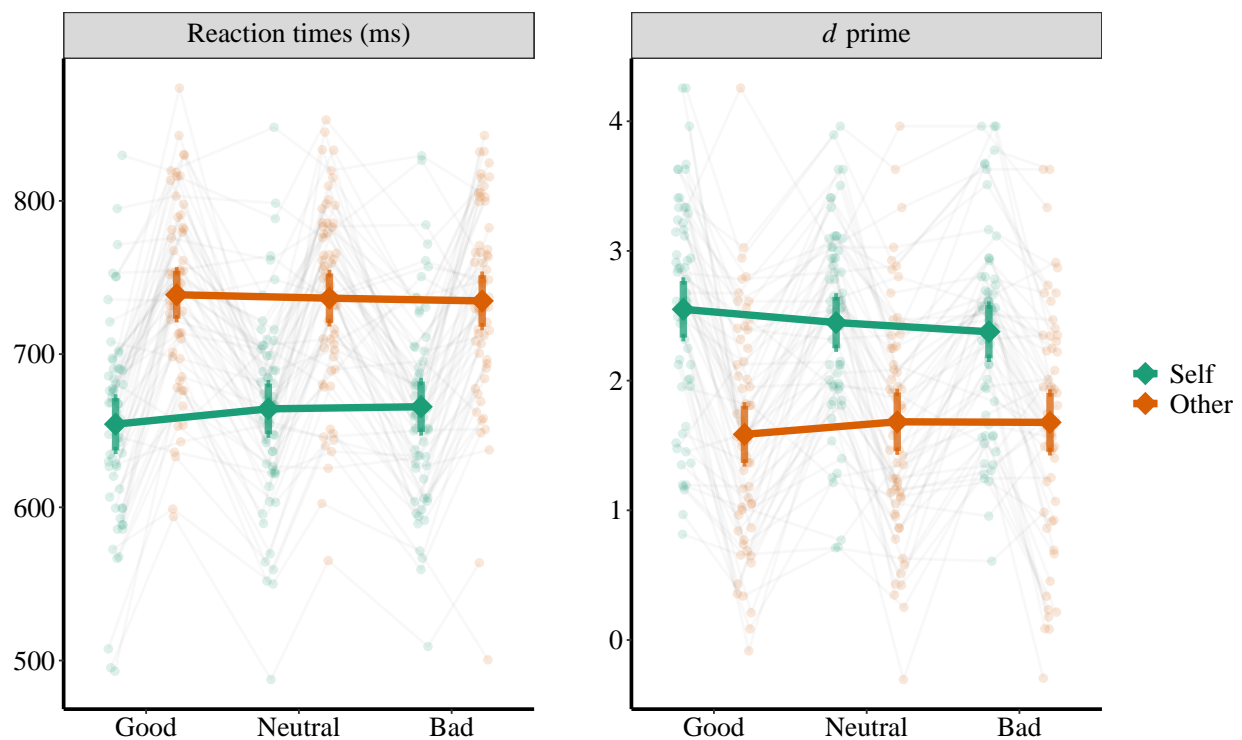 Reaction times (ms)
d prime
800
700
600
500
Good Neutral Bad
4
3
2
1
0
Good Neutral Bad
Self
Other